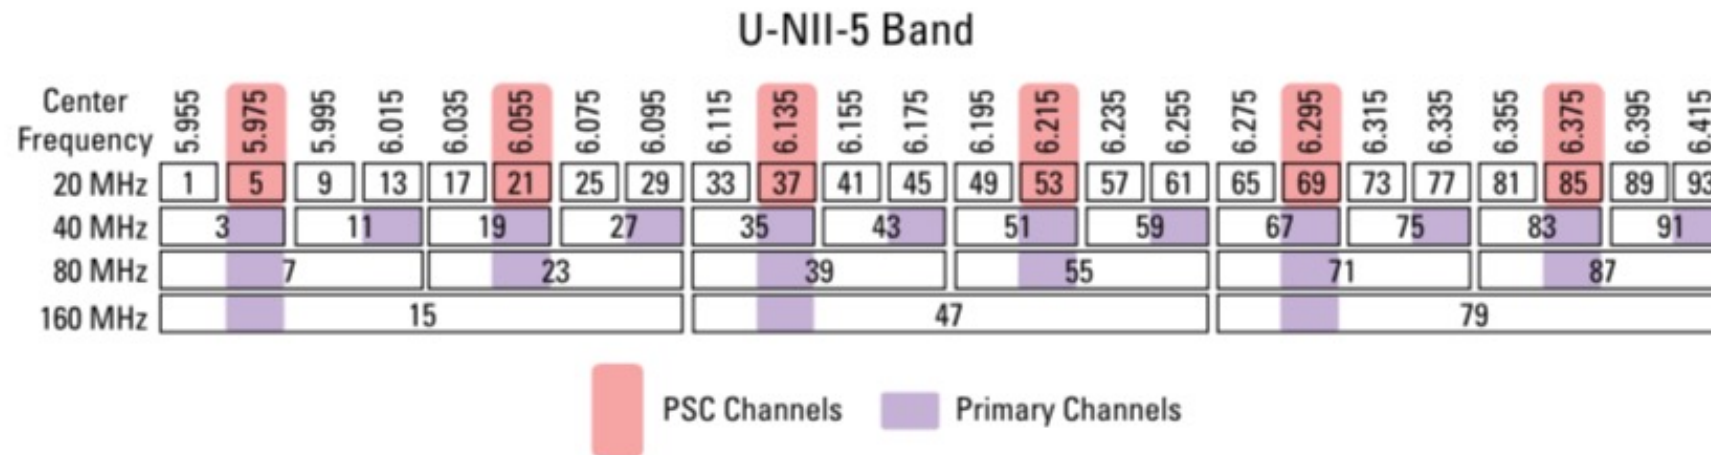 U-NII-5 Band
Center
Frequency
5.955 5.975 5.995 6.015 6.035 6.055 6.075 6.095 6.115 6.135 6.155 6.175 6.195 6.215 6.235 6.255 6.275 6.295 6.315 6.335 6.355 6.375 6.395 6.415
20 MHz 1 5 9 13 17 21 25 29 33 37 41 45 49 53 57 61 65 69 73 77 81 85 89 93
40 MHz 3 11 19 27 35 43 51 59 67 75 83 91
80 MHz 7 23 39 55 71 87
160 MHz 15 47 79
PSC Channels Primary Channels